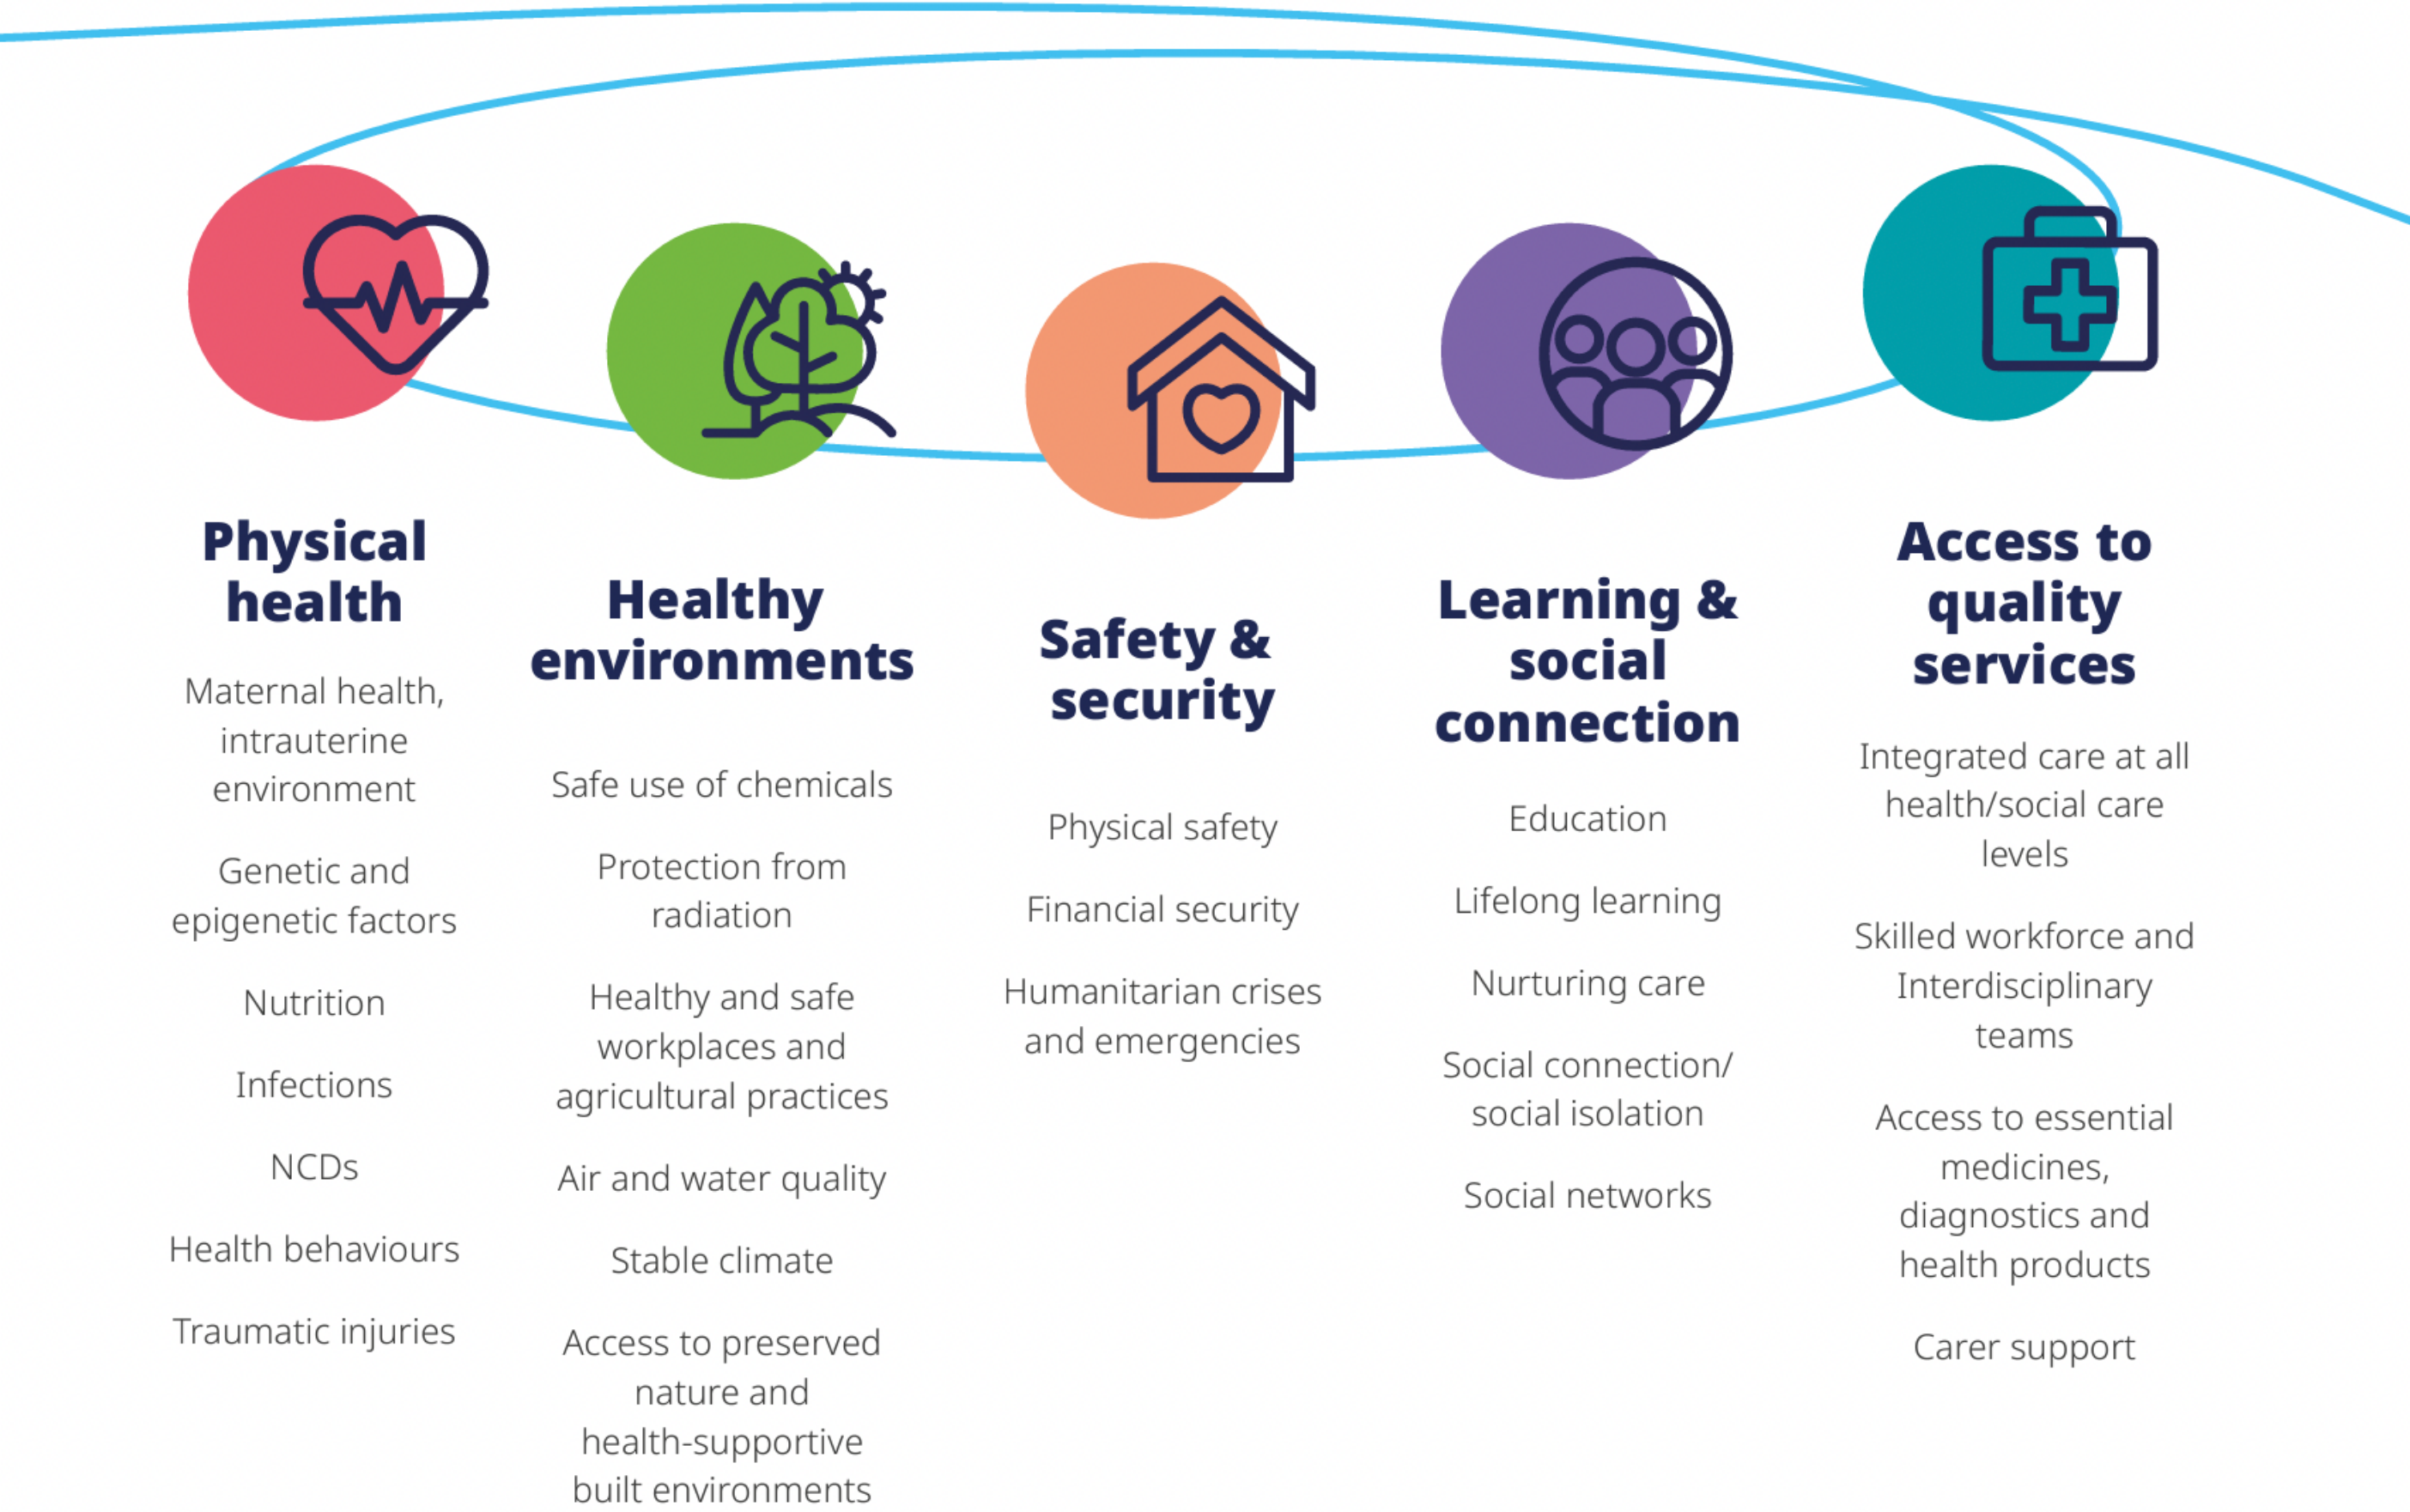 Physical
health
Maternal health,
intrauterine
environment
Genetic and
epigenetic factors
Nutrition
Infections
NCDs
Health behaviours
Traumatic injuries
Healthy
environments
Safe use of chemicals
Protection from
radiation
Healthy and safe
workplaces and
agricultural practices
Air and water quality
Stable climate
Access to preserved
nature and
health-supportive
built environments
Safety &
security
Physical safety
Financial security
Humanitarian crises
and emergencies
Learning &
social
connection
Education
Lifelong learning
Nurturing care
Social connection/
social isolation
Social networks
Access to
quality
services
Integrated care at all
health/social care
levels
Skilled workforce and
Interdisciplinary
teams
Access to essential
medicines,
diagnostics and
health products
Carer support